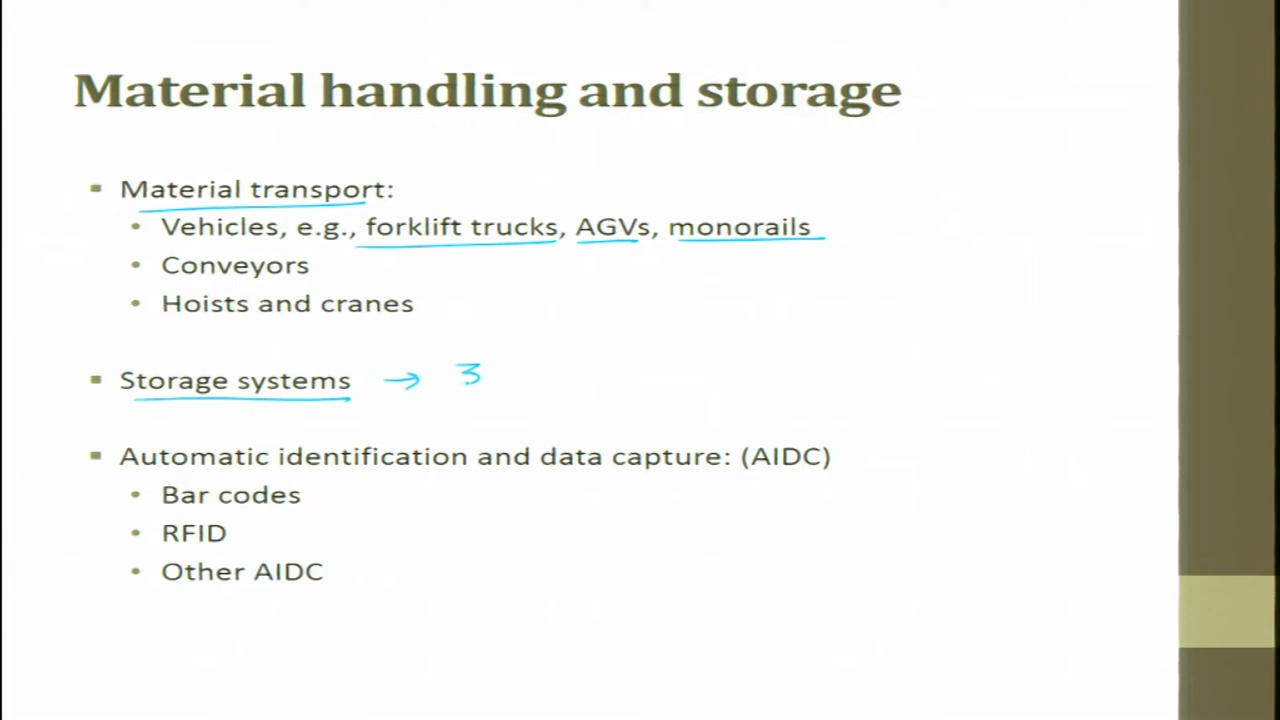 Material handling and storage
▪ Material transport:
• Vehicles, e.g., forklift trucks, AGVs, monorails
• Conveyors
• Hoists and cranes
▪ Storage systems → 3
▪ Automatic identification and data capture: (AIDC)
• Bar codes
• RFID
• Other AIDC